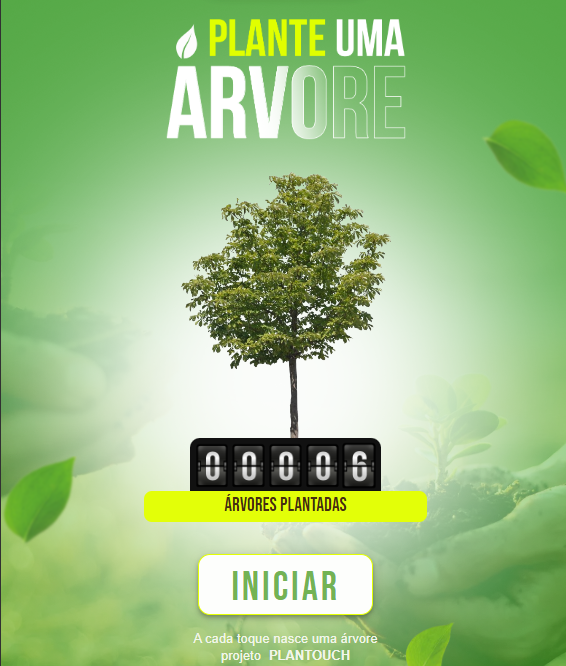 PLANTE UMA
ÁRVORE
00006
ÁRVORES PLANTADAS
INICIAR
A cada toque nasce uma árvore
projeto PLANTOUCH